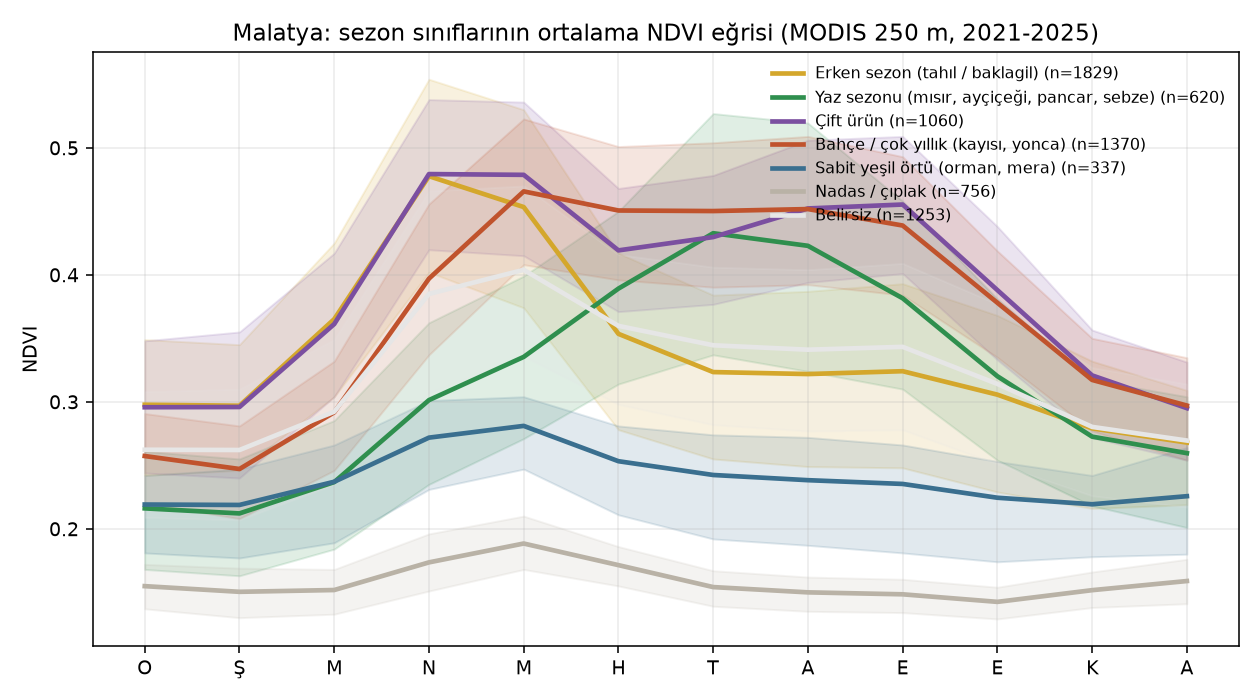 Malatya: sezon sınıflarının ortalama NDVI eğrisi (MODIS 250 m, 2021-2025)
Erken sezon (tahıl / baklagil) (n=1829)
Yaz sezonu (mısır, ayçiçeği, pancar, sebze) (n=620)
Çift ürün (n=1060)
Bahçe / çok yıllık (kayısı, yonca) (n=1370)
Sabit yeşil örtü (orman, mera) (n=337)
Nadas / çıplak (n=756)
Belirsiz (n=1253)
NDVI
0.5
0.4
0.3
0.2
O Ş M N M H T A E E K A